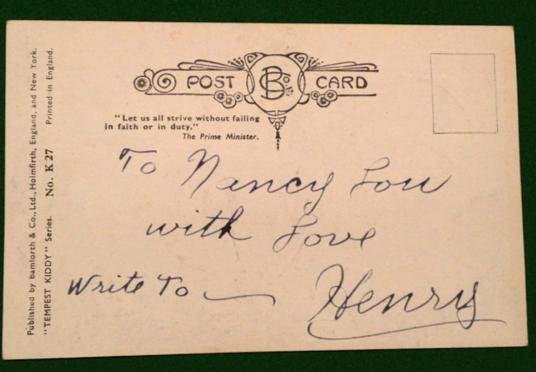 Published by Bamforth & Co., Ltd., Holmfirth, England, and New York.
"TEMPEST KIDDY" Series. No. K 27 Printed in England.
POST B & Co CARD
"Let us all strive without failing
in faith or in duty."
The Prime Minister.
To Nancy Lou
with Love
Write To — Henry